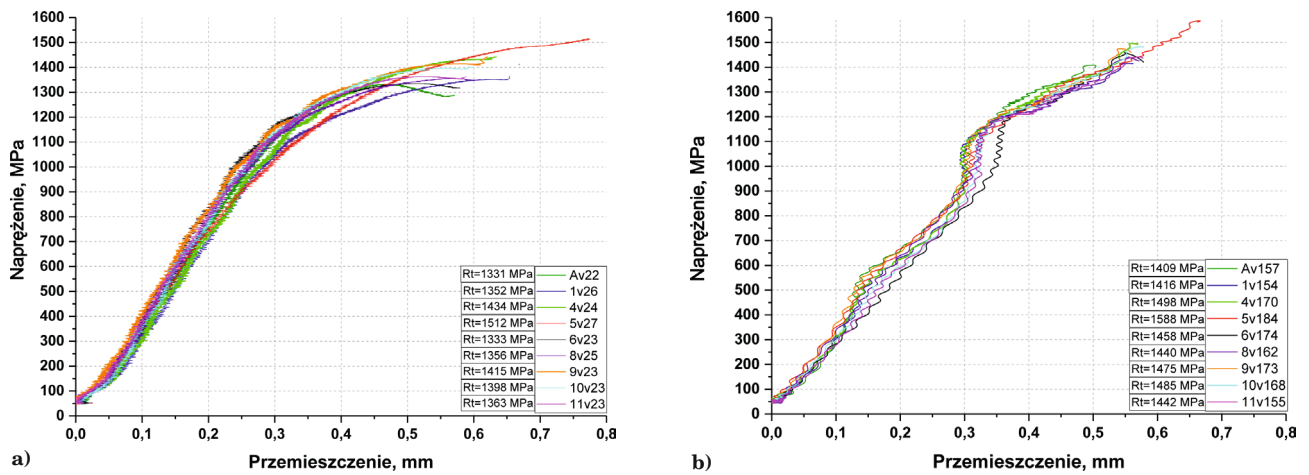 1600
1500
1400
1300
1200
1100
1000
900
800
700
600
500
400
300
200
100
0
Naprężenie, MPa
0,0 0,1 0,2 0,3 0,4 0,5 0,6 0,7 0,8
Przemieszczenie, mm
Rt=1331 MPa Av22
Rt=1352 MPa 1v26
Rt=1434 MPa 4v24
Rt=1512 MPa 5v27
Rt=1333 MPa 6v23
Rt=1356 MPa 8v25
Rt=1415 MPa 9v23
Rt=1398 MPa 10v23
Rt=1363 MPa 11v23
a)
1600
1500
1400
1300
1200
1100
1000
900
800
700
600
500
400
300
200
100
0
Naprężenie, MPa
0,0 0,1 0,2 0,3 0,4 0,5 0,6 0,7 0,8
Przemieszczenie, mm
Rt=1409 MPa Av157
Rt=1416 MPa 1v154
Rt=1498 MPa 4v170
Rt=1588 MPa 5v184
Rt=1458 MPa 6v174
Rt=1440 MPa 8v162
Rt=1475 MPa 9v173
Rt=1485 MPa 10v168
Rt=1442 MPa 11v155
b)